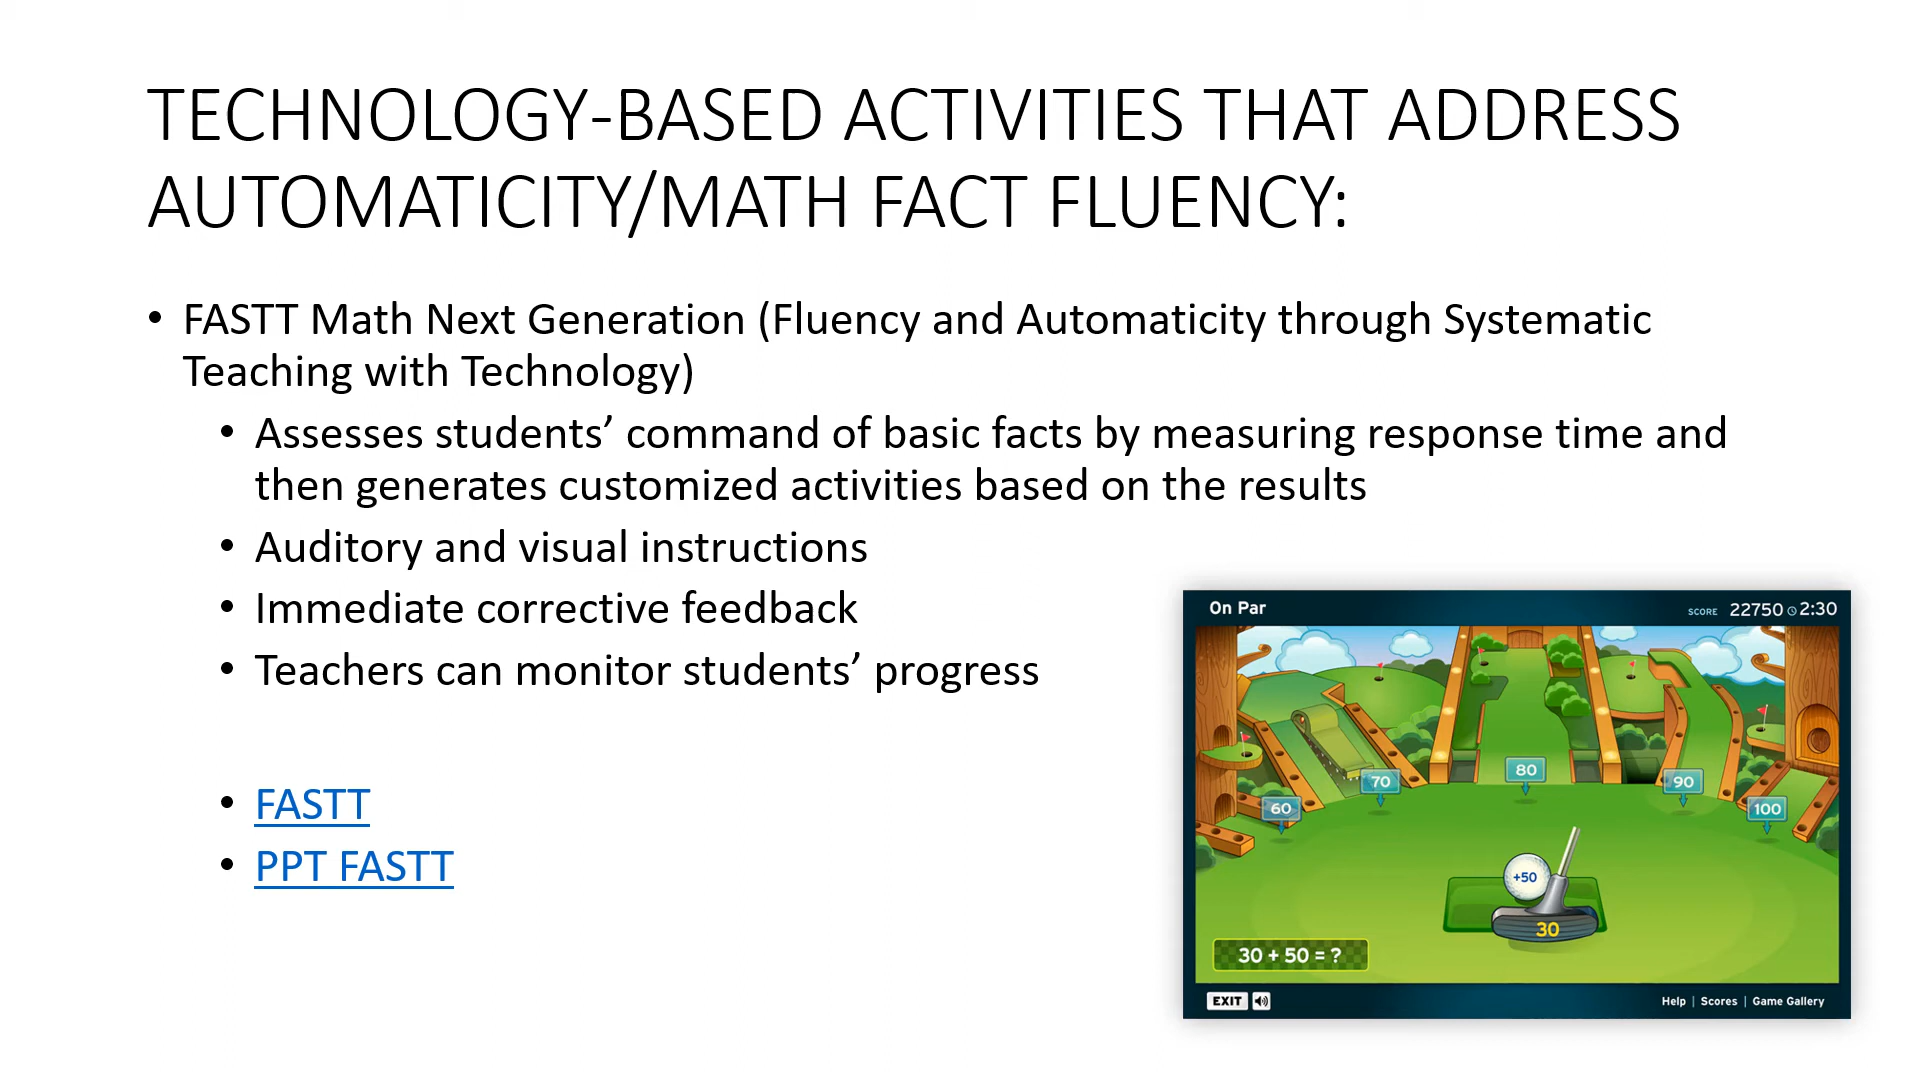 TECHNOLOGY-BASED ACTIVITIES THAT ADDRESS
AUTOMATICITY/MATH FACT FLUENCY:
• FASTT Math Next Generation (Fluency and Automaticity through Systematic
Teaching with Technology)
• Assesses students’ command of basic facts by measuring response time and
then generates customized activities based on the results
• Auditory and visual instructions
• Immediate corrective feedback
• Teachers can monitor students’ progress
• FASTT
• PPT FASTT
On Par
SCORE 22750 2:30
60
70
80
90
100
+50
30
30 + 50 = ?
EXIT
Help | Scores | Game Gallery